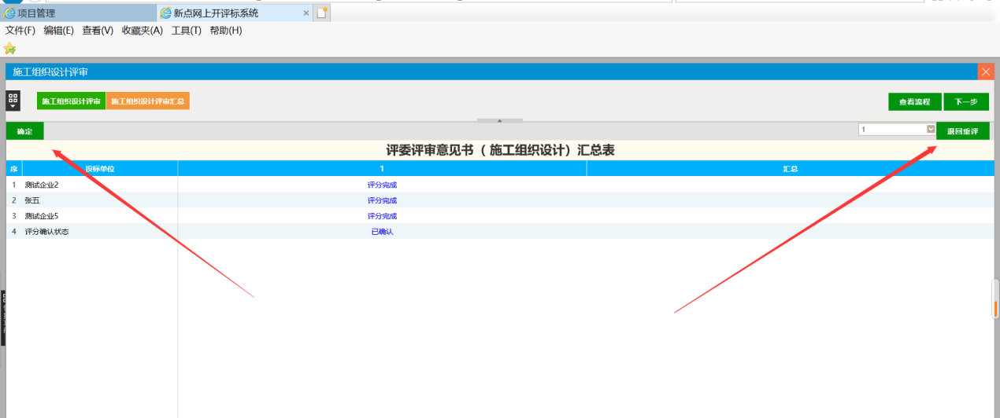 项目管理 新点网上开评标系统 ×
文件(F) 编辑(E) 查看(V) 收藏夹(A) 工具(T) 帮助(H)
施工组织设计评审
施工组织设计评审 施工组织设计评审汇总 查看流程 下一步
确定 1 退回重评
评委评审意见书（ 施工组织设计）汇总表
序 投标单位 1 汇总
1 测试企业2 评分完成
2 张五 评分完成
3 测试企业5 评分完成
4 评分确认状态 已确认